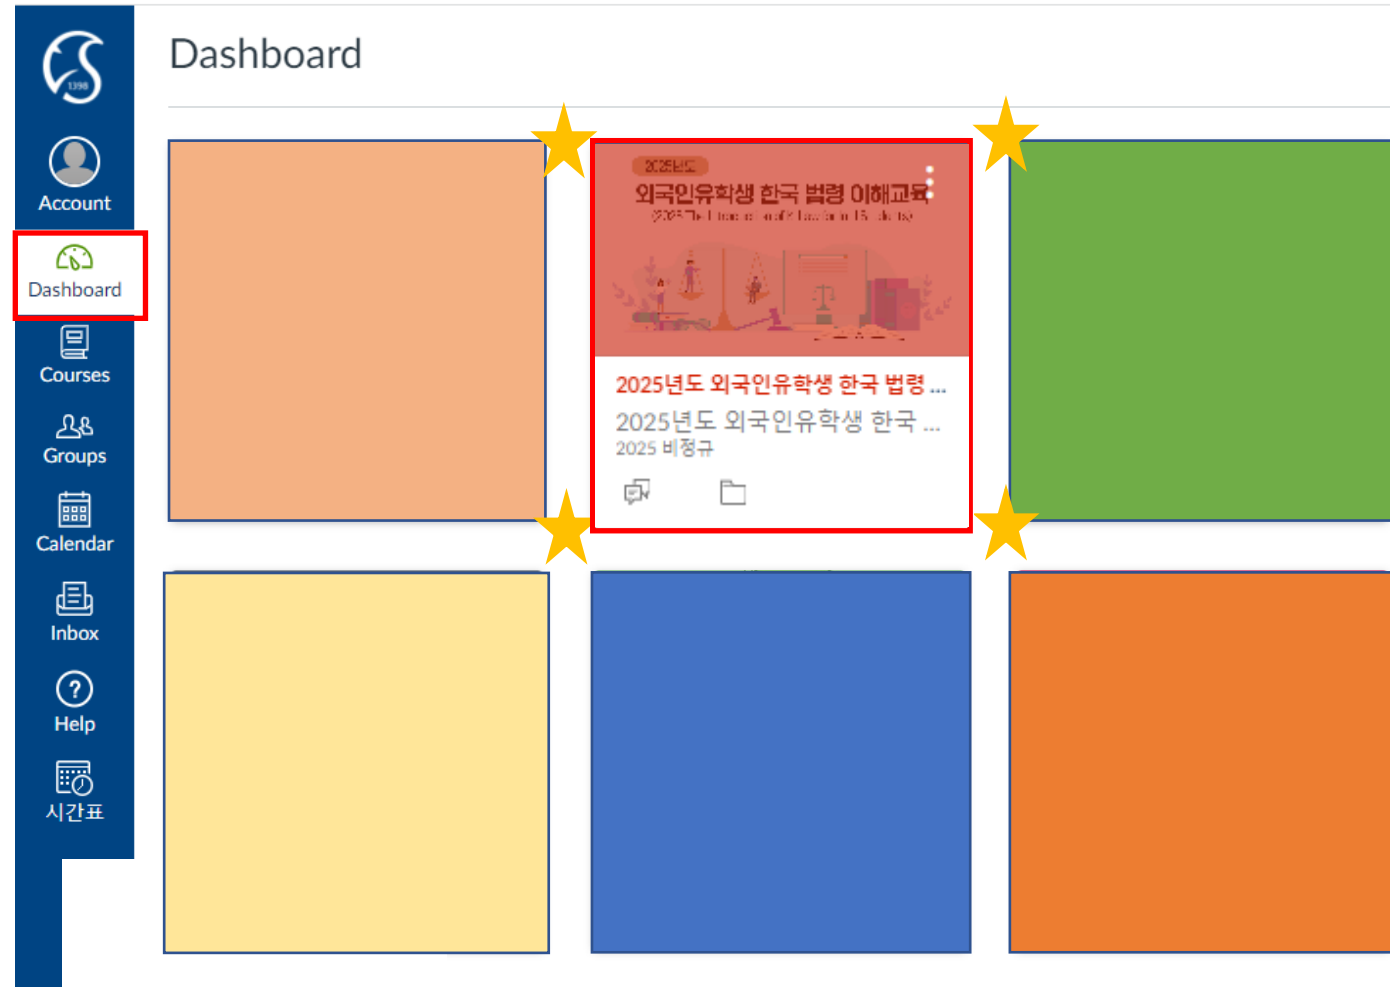 1398
Dashboard
Account
Dashboard
Courses
Groups
Calendar
Inbox
Help
시간표
2025년도
외국인유학생 한국 법령 이해교육
2025년도 외국인유학생 한국 법령 ...
2025년도 외국인유학생 한국 ...
2025 비정규